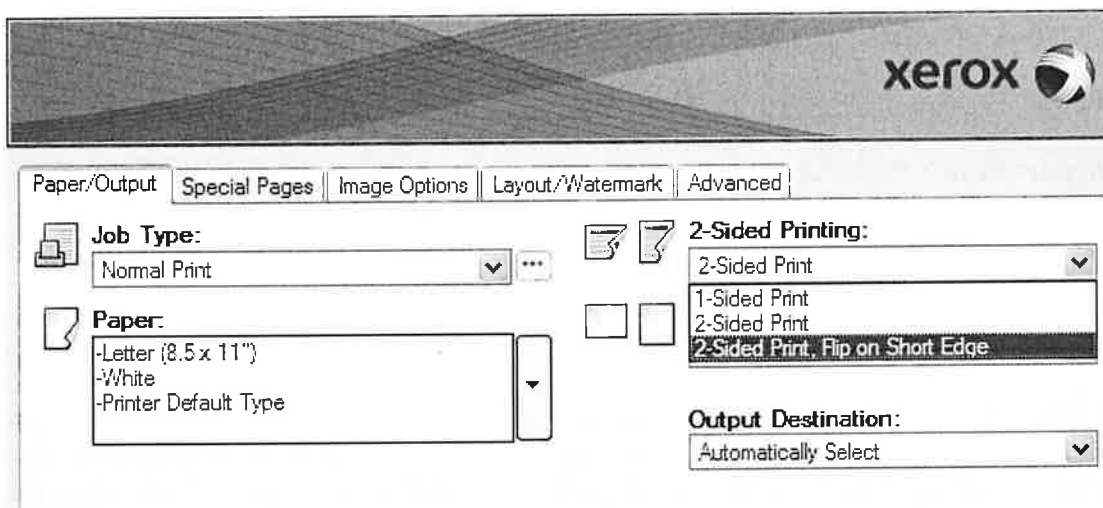 xerox
Paper/Output
Special Pages
Image Options
Layout/Watermark
Advanced
Job Type:
Normal Print
...
Paper:
-Letter (8.5 x 11")
-White
-Printer Default Type
2-Sided Printing:
2-Sided Print
1-Sided Print
2-Sided Print
2-Sided Print, Flip on Short Edge
Output Destination:
Automatically Select